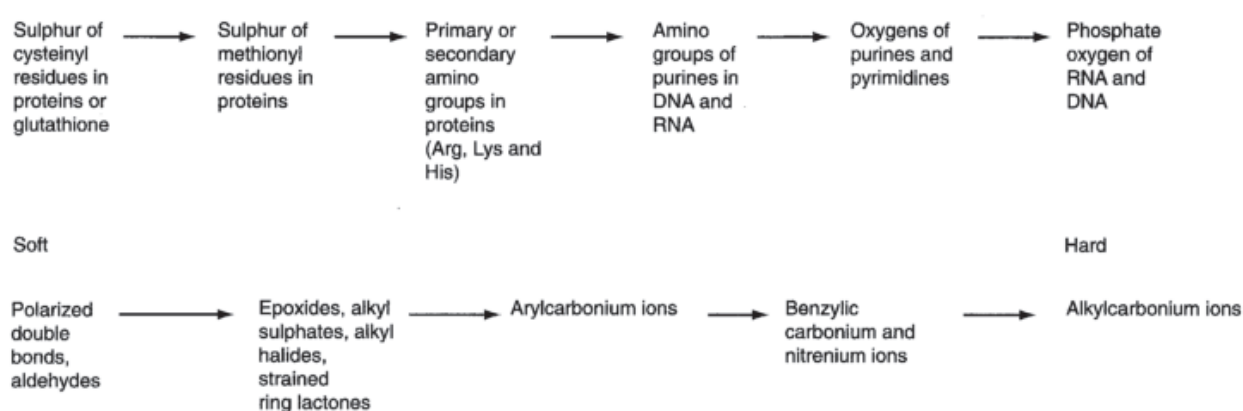 Sulphur of
cysteinyl
residues in
proteins or
glutathione
Sulphur of
methionyl
residues in
proteins
Primary or
secondary
amino
groups in
proteins
(Arg, Lys and
His)
Amino
groups of
purines in
DNA and
RNA
Oxygens of
purines and
pyrimidines
Phosphate
oxygen of
RNA and
DNA
Soft
Hard
Polarized
double
bonds,
aldehydes
Epoxides, alkyl
sulphates, alkyl
halides,
strained
ring lactones
Arylcarbonium ions
Benzylic
carbonium and
nitrenium ions
Alkylcarbonium ions